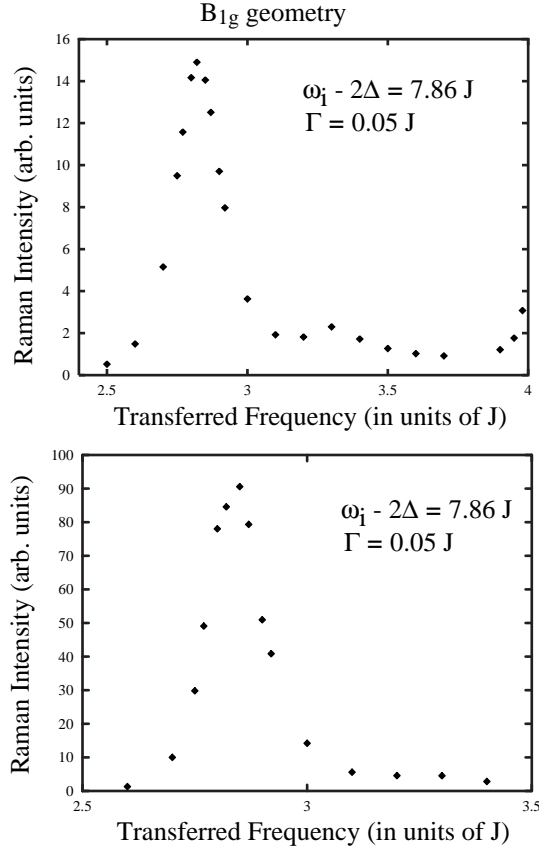 B₁g geometry
16
14
12
10
8
6
4
2
0
Raman Intensity (arb. units)
ωi - 2Δ = 7.86 J
Γ = 0.05 J
2.5 3 3.5 4
Transferred Frequency (in units of J)
100
90
80
70
60
50
40
30
20
10
0
Raman Intensity (arb. units)
ωi - 2Δ = 7.86 J
Γ = 0.05 J
2.5 3 3.5
Transferred Frequency (in units of J)